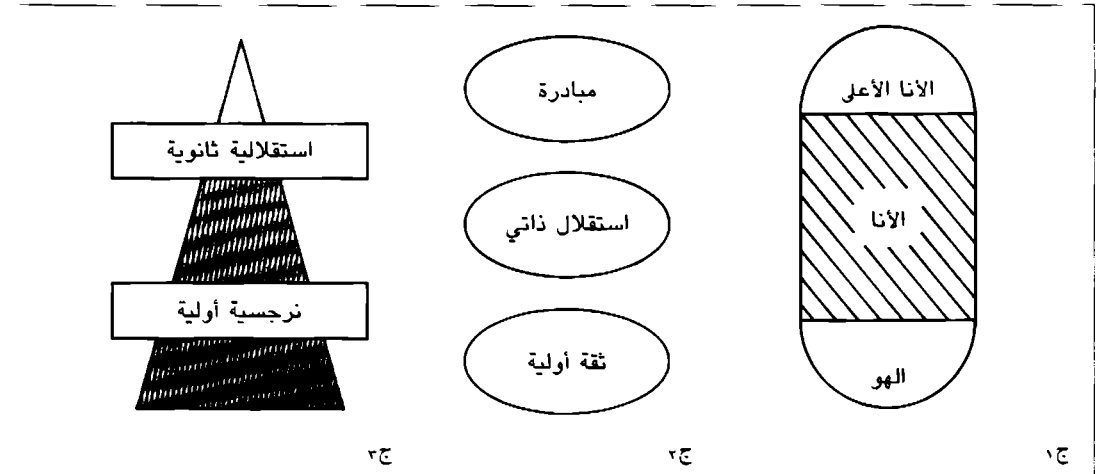 الأنا الأعلى
الأنا
الهو
ج١
مبادرة
استقلال ذاتي
ثقة أولية
ج٢
استقلالية ثانوية
نرجسية أولية
ج٣